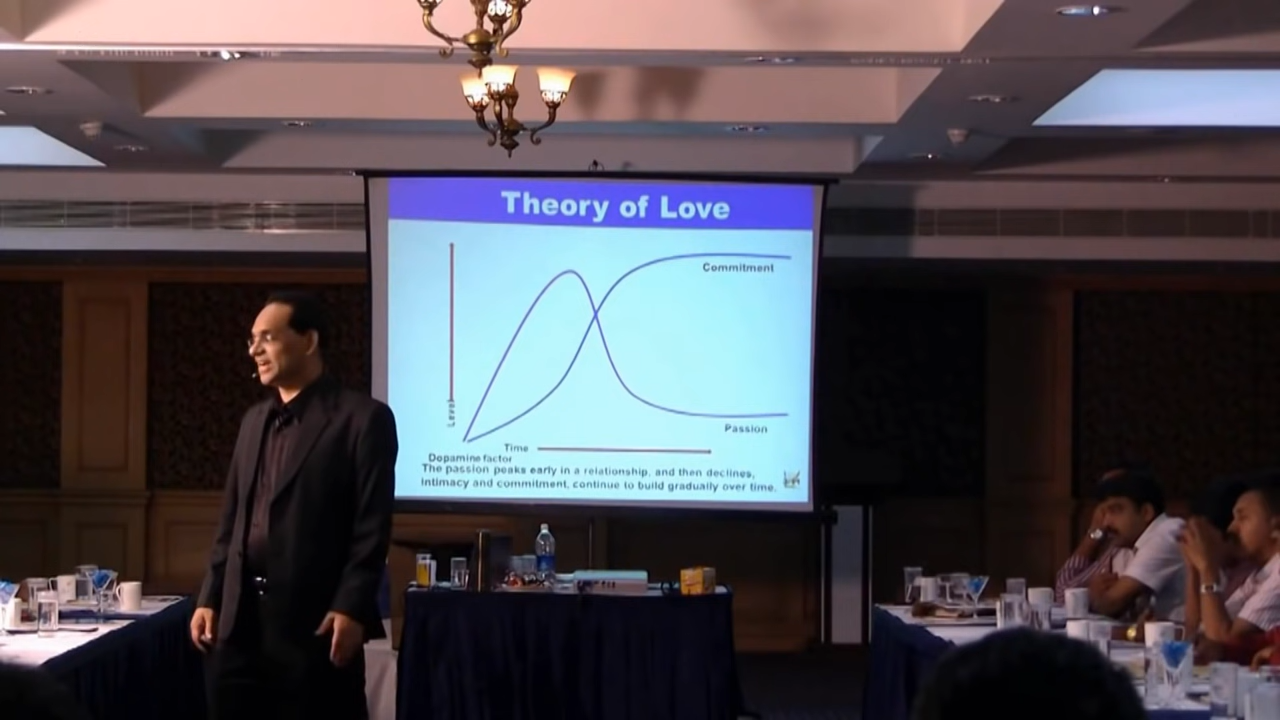 Theory of Love
Commitment
Level
Passion
Time
Dopamine factor
The passion peaks early in a relationship, and then declines,
intimacy and commitment, continue to build gradually over time.